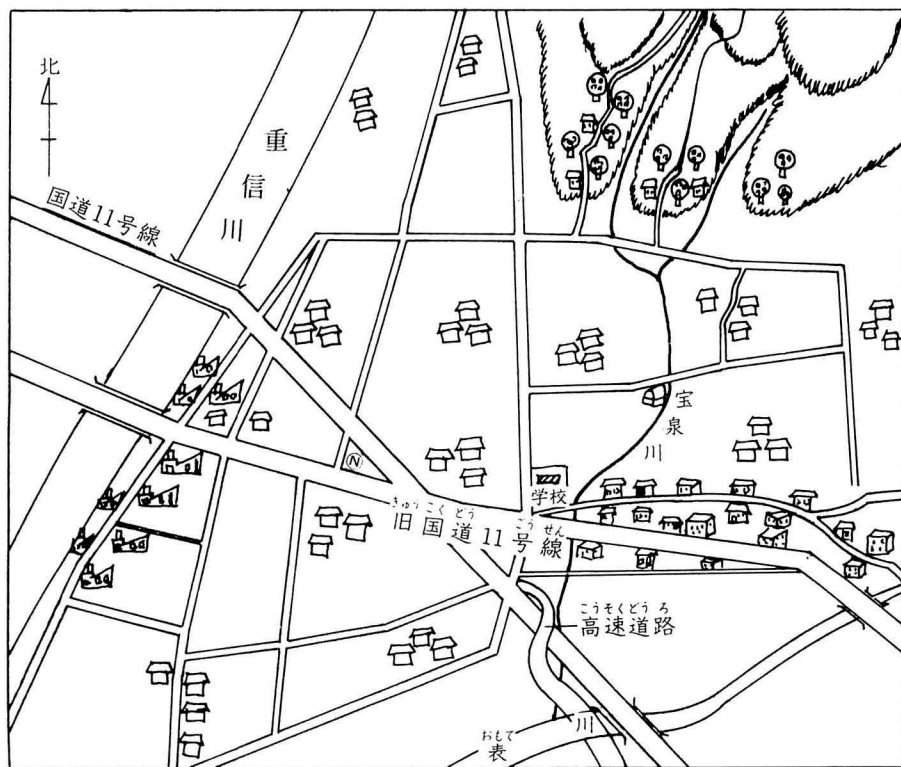 北
重信川
国道11号線
宝泉川
N
学校
きゅうこくどう ごうせん
旧国道11号線
こうそくどうろ
高速道路
おもて
表川